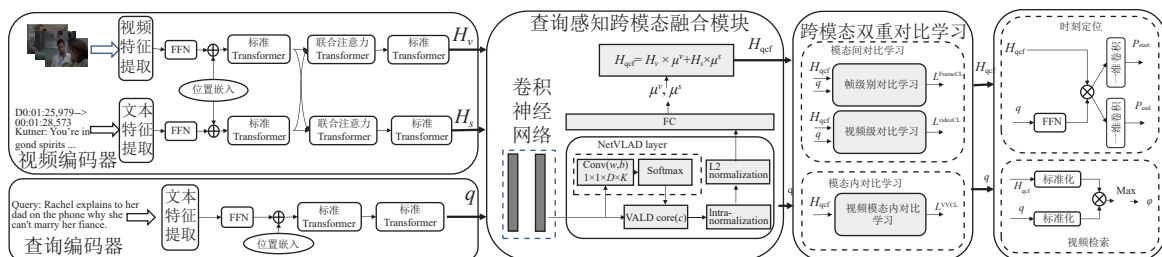 视频
特征
提取
FFN
标准
Transformer
联合注意力
Transformer
标准
Transformer
H_v
位置嵌入
D0:01:25,979-->
00:01:28,573
Kutner: You're in
gond spirits ...
文本
特征
提取
FFN
标准
Transformer
联合注意力
Transformer
标准
Transformer
H_s
视频编码器
Query: Rachel explains to her
dad on the phone why she
can't marry her fiance.
文本
特征
提取
FFN
标准
Transformer
标准
Transformer
q
位置嵌入
查询编码器
查询感知跨模态融合模块
H_qcf = H_v × μ^v + H_s × μ^s
H_qcf
μ^v, μ^s
卷积
神经
网络
FC
NetVLAD layer
Conv(w,b)
1×1×D×K
Softmax
L2
normalization
VALD core(c)
Intra-
normalization
q
跨模态双重对比学习
模态间对比学习
H_qcf
q
帧级别对比学习
L^FrameCL
H_qcf
q
视频级对比学习
L^videoCL
模态内对比学习
H_qcf
视频模态内对比
学习
L^VVCL
H_qcf
q
时刻定位
H_qcf
一维卷积
P_start
q
FFN
一维卷积
P_end
H_qcf
标准化
q
标准化
Max
φ
视频检索